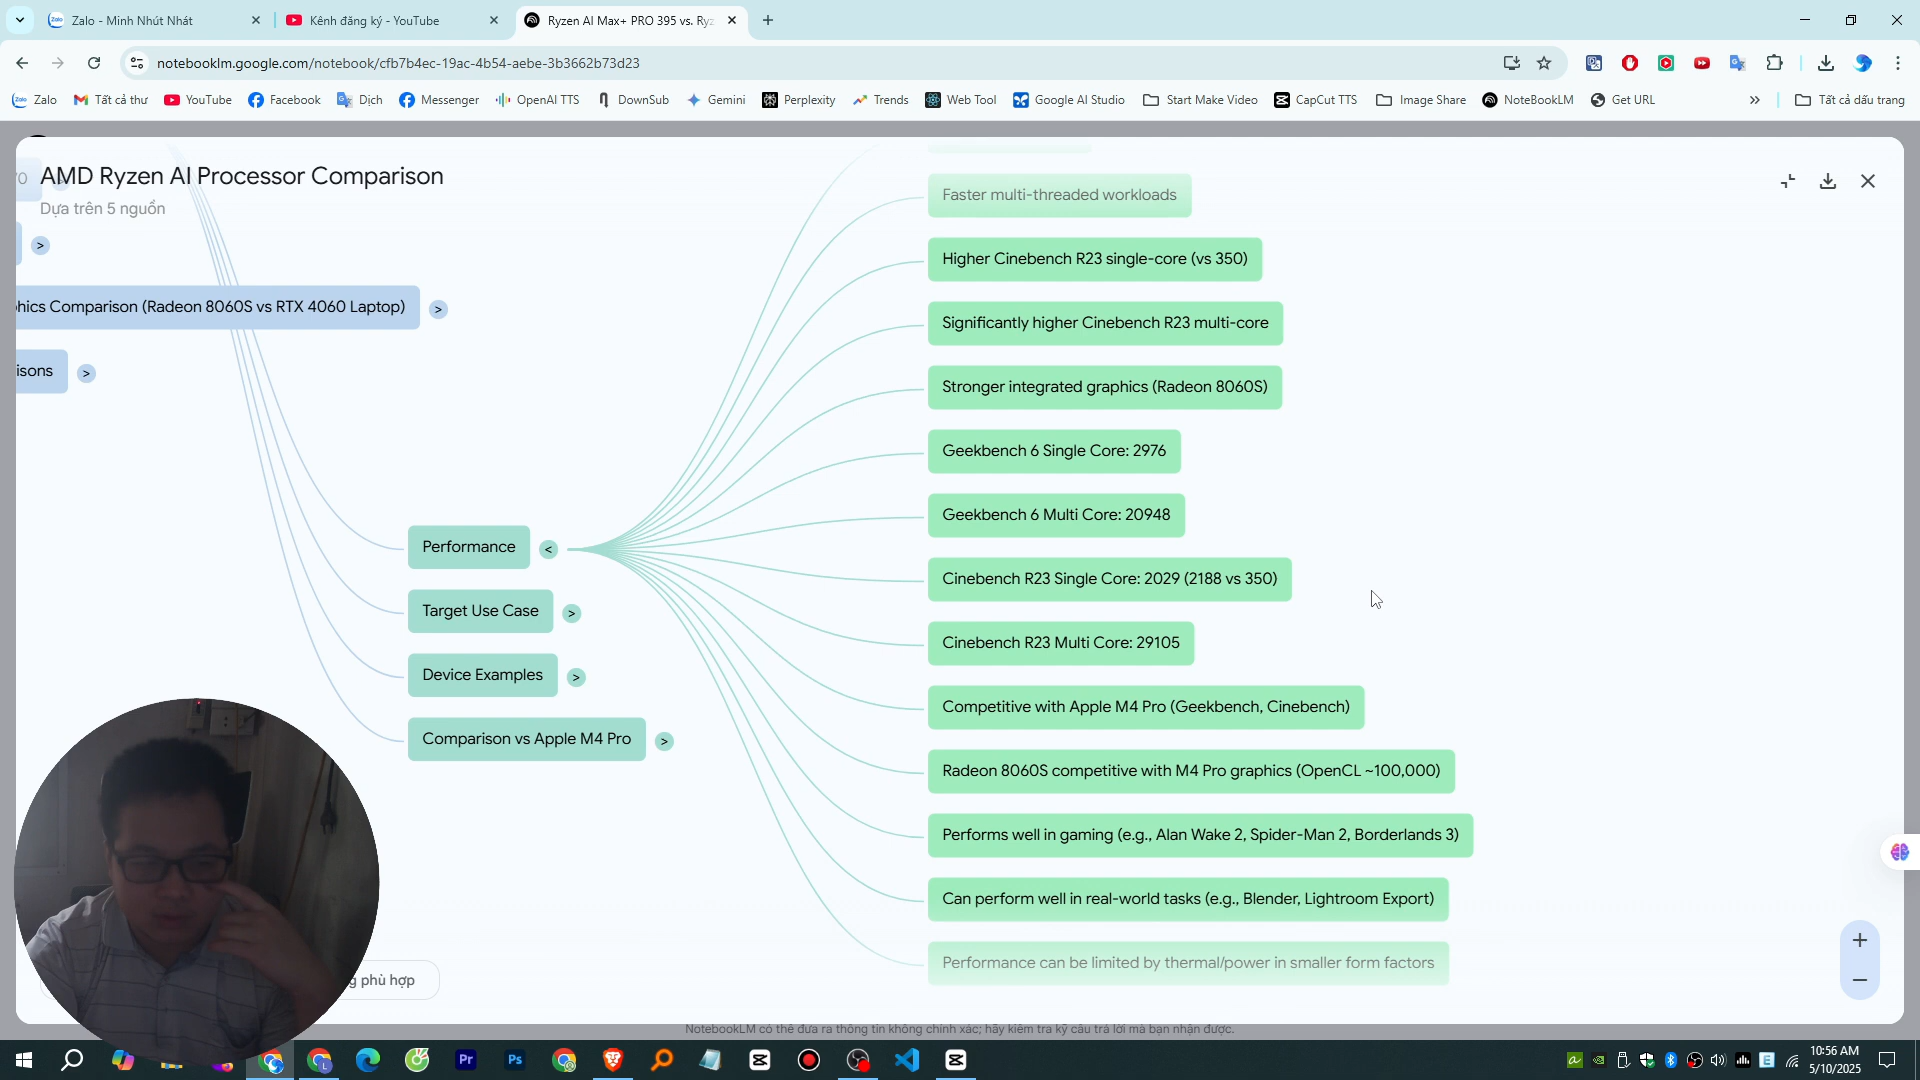 Zalo - Minh Nhút Nhát
Kênh đăng ký - YouTube
Ryzen AI Max+ PRO 395 vs. Ryz
notebooklm.google.com/notebook/cfb7b4ec-19ac-4b54-aebe-3b3662b73d23
Zalo
Tất cả thư
YouTube
Facebook
Dịch
Messenger
OpenAI TTS
DownSub
Gemini
Perplexity
Trends
Web Tool
Google AI Studio
Start Make Video
CapCut TTS
Image Share
NoteBookLM
Get URL
Tất cả dấu trang
AMD Ryzen AI Processor Comparison
Dựa trên 5 nguồn
hics Comparison (Radeon 8060S vs RTX 4060 Laptop)
isons
Performance
Target Use Case
Device Examples
Comparison vs Apple M4 Pro
Faster multi-threaded workloads
Higher Cinebench R23 single-core (vs 350)
Significantly higher Cinebench R23 multi-core
Stronger integrated graphics (Radeon 8060S)
Geekbench 6 Single Core: 2976
Geekbench 6 Multi Core: 20948
Cinebench R23 Single Core: 2029 (2188 vs 350)
Cinebench R23 Multi Core: 29105
Competitive with Apple M4 Pro (Geekbench, Cinebench)
Radeon 8060S competitive with M4 Pro graphics (OpenCL ~100,000)
Performs well in gaming (e.g., Alan Wake 2, Spider-Man 2, Borderlands 3)
Can perform well in real-world tasks (e.g., Blender, Lightroom Export)
Performance can be limited by thermal/power in smaller form factors
g phù hợp
NotebookLM có thể đưa ra thông tin không chính xác; hãy kiểm tra kỹ câu trả lời mà bạn nhận được.
10:56 AM
5/10/2025